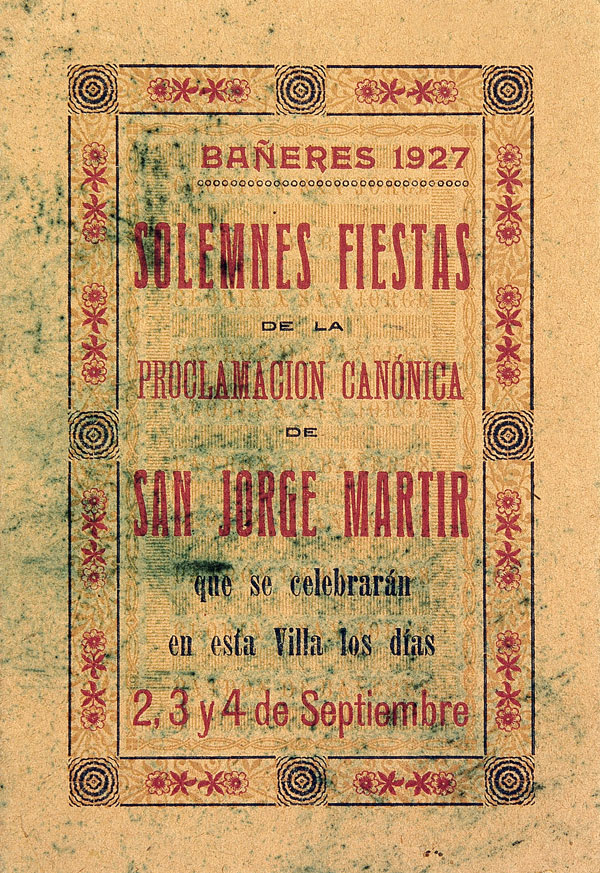 BAÑERES 1927
SOLEMNES FIESTAS
DE LA
PROCLAMACION CANÓNICA
DE
SAN JORGE MARTIR
que se celebrarán
en esta Villa los días
2, 3 y 4 de Septiembre